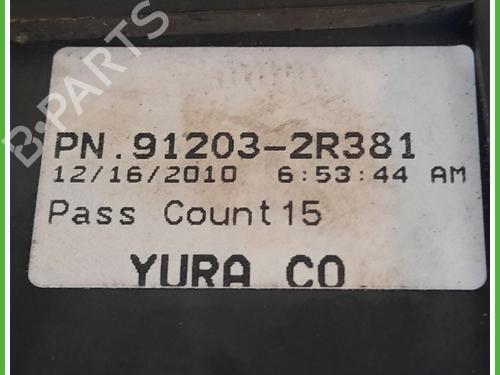 B-PARTS
PN.91203-2R381
12/16/2010 6:53:44 AM
Pass Count15
YURA CO